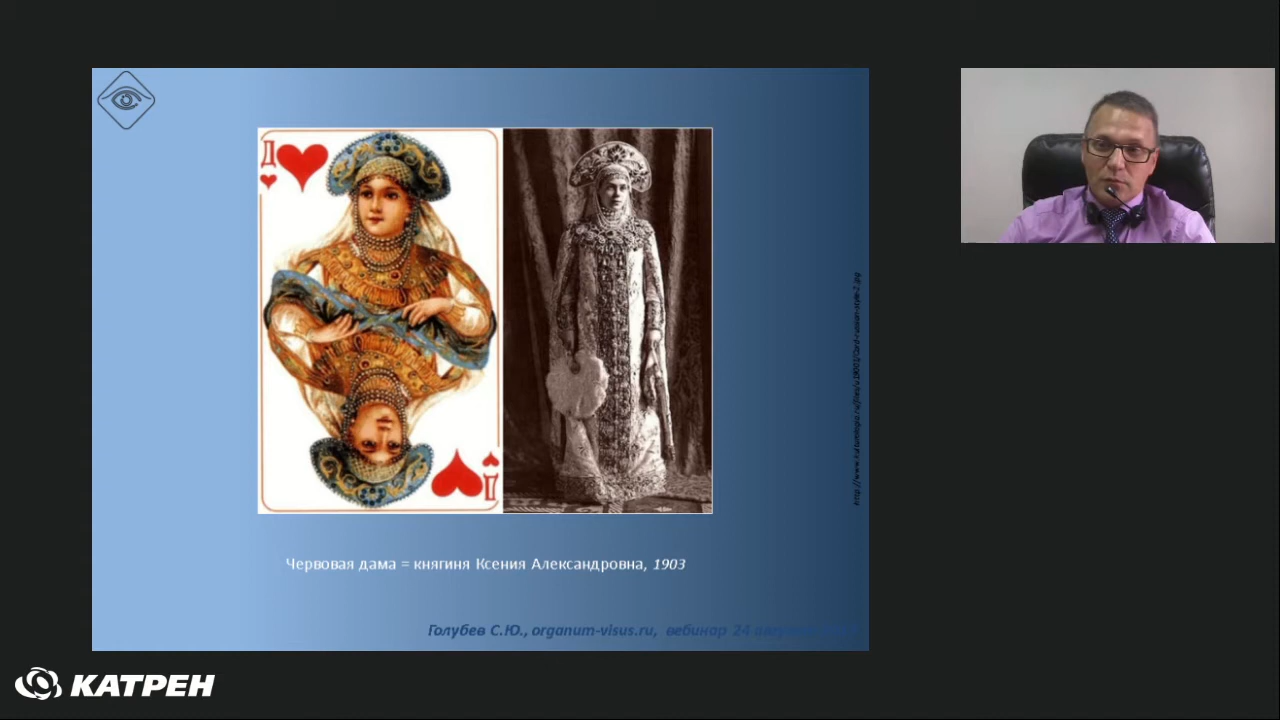 Д
Д
Червовая дама = княгиня Ксения Александровна, 1903
Голубев С.Ю., organum-visus.ru, вебинар 24
КАТРЕН